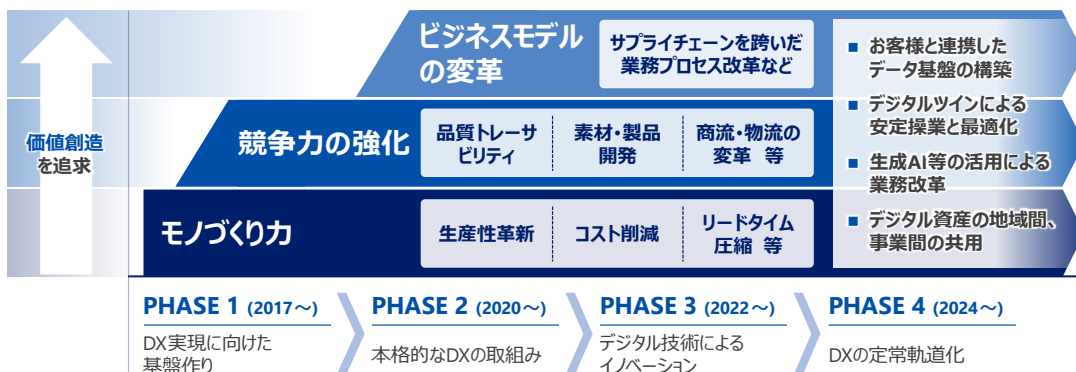 価値創造
を追求
ビジネスモデル
の変革
サプライチェーンを跨いだ
業務プロセス改革など
競争力の強化
品質トレーサ
ビリティ
素材・製品
開発
商流・物流の
変革 等
モノづくり力
生産性革新
コスト削減
リードタイム
圧縮 等
■ お客様と連携した
データ基盤の構築
■ デジタルツインによる
安定操業と最適化
■ 生成AI等の活用による
業務改革
■ デジタル資産の地域間、
事業間の共用
PHASE 1 (2017～)
DX実現に向けた
基盤作り
PHASE 2 (2020～)
本格的なDXの取組み
PHASE 3 (2022～)
デジタル技術による
イノベーション
PHASE 4 (2024～)
DXの定常軌道化